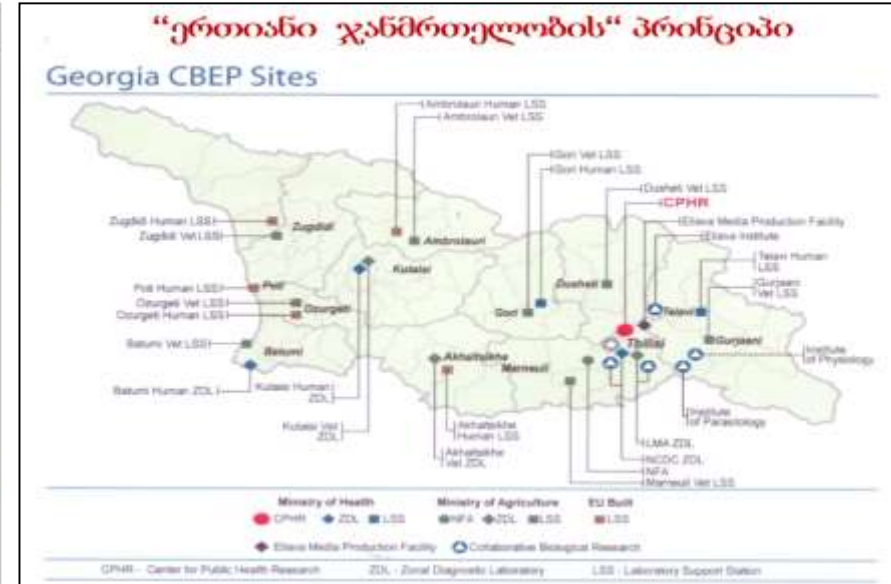 “ერთიანი ჯანმრთელობის“ პრინციპი
Georgia CBEP Sites
Ambrolauri Human LSS
Ambrolauri Vet LSS
Gori Vet LSS
Gori Human LSS
Dusheti Vet LSS
CPHR
Eliava Media Production Facility
Eliava Institute
Telavi Human
LSS
Gurjaani
Vet LSS
Zugdidi Human LSS
Zugdidi Vet LSS
Zugdidi
Ambrolauri
Kutaisi
Poti Human LSS
Poti
Ozurgeti Vet LSS
Ozurgeti
Ozurgeti Human LSS
Dusheti
Gori
Telavi
Tbilisi
Gurjaani
Batumi Vet LSS
Batumi
Akhaltsikhe
Marneuli
Institute
of Physiology
Batumi Human ZDL
Kutaisi Human
ZDL
Kutaisi Vet
ZDL
Akhaltsikhe
Human LSS
Akhaltsikhe
Vet ZDL
Institute
of Parasitology
LMA ZDL
NCDC ZDL
NFA
Marneuli Vet LSS
Ministry of Health
Ministry of Agriculture
EU Built
CPHR ZDL LSS NFA ZDL LSS LSS
Eliava Media Production Facility Collaborative Biological Research
CPHR - Center for Public Health Research ZDL - Zonal Diagnostic Laboratory LSS - Laboratory Support Station